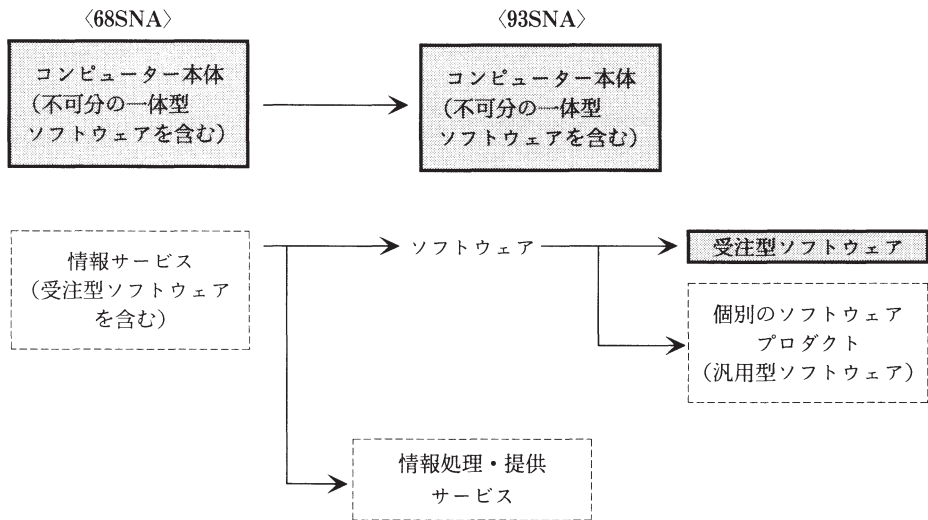 〈68SNA〉
〈93SNA〉
コンピューター本体
(不可分の一体型
ソフトウェアを含む)
コンピューター本体
(不可分の一体型
ソフトウェアを含む)
情報サービス
(受注型ソフトウェア
を含む)
ソフトウェア
受注型ソフトウェア
個別のソフトウェア
プロダクト
(汎用型ソフトウェア)
情報処理・提供
サービス